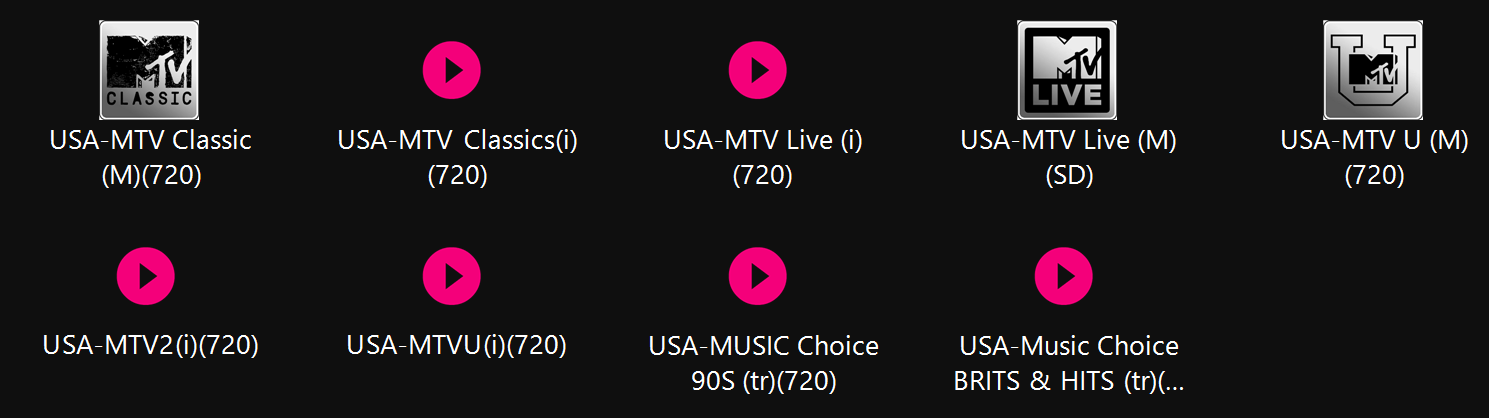 MTV CLASSIC
MTV LIVE
U MTV
USA-MTV Classic (M)(720)
USA-MTV Classics(i) (720)
USA-MTV Live (i) (720)
USA-MTV Live (M) (SD)
USA-MTV U (M) (720)
USA-MTV2(i)(720)
USA-MTVU(i)(720)
USA-MUSIC Choice 90S (tr)(720)
USA-Music Choice BRITS & HITS (tr)(...